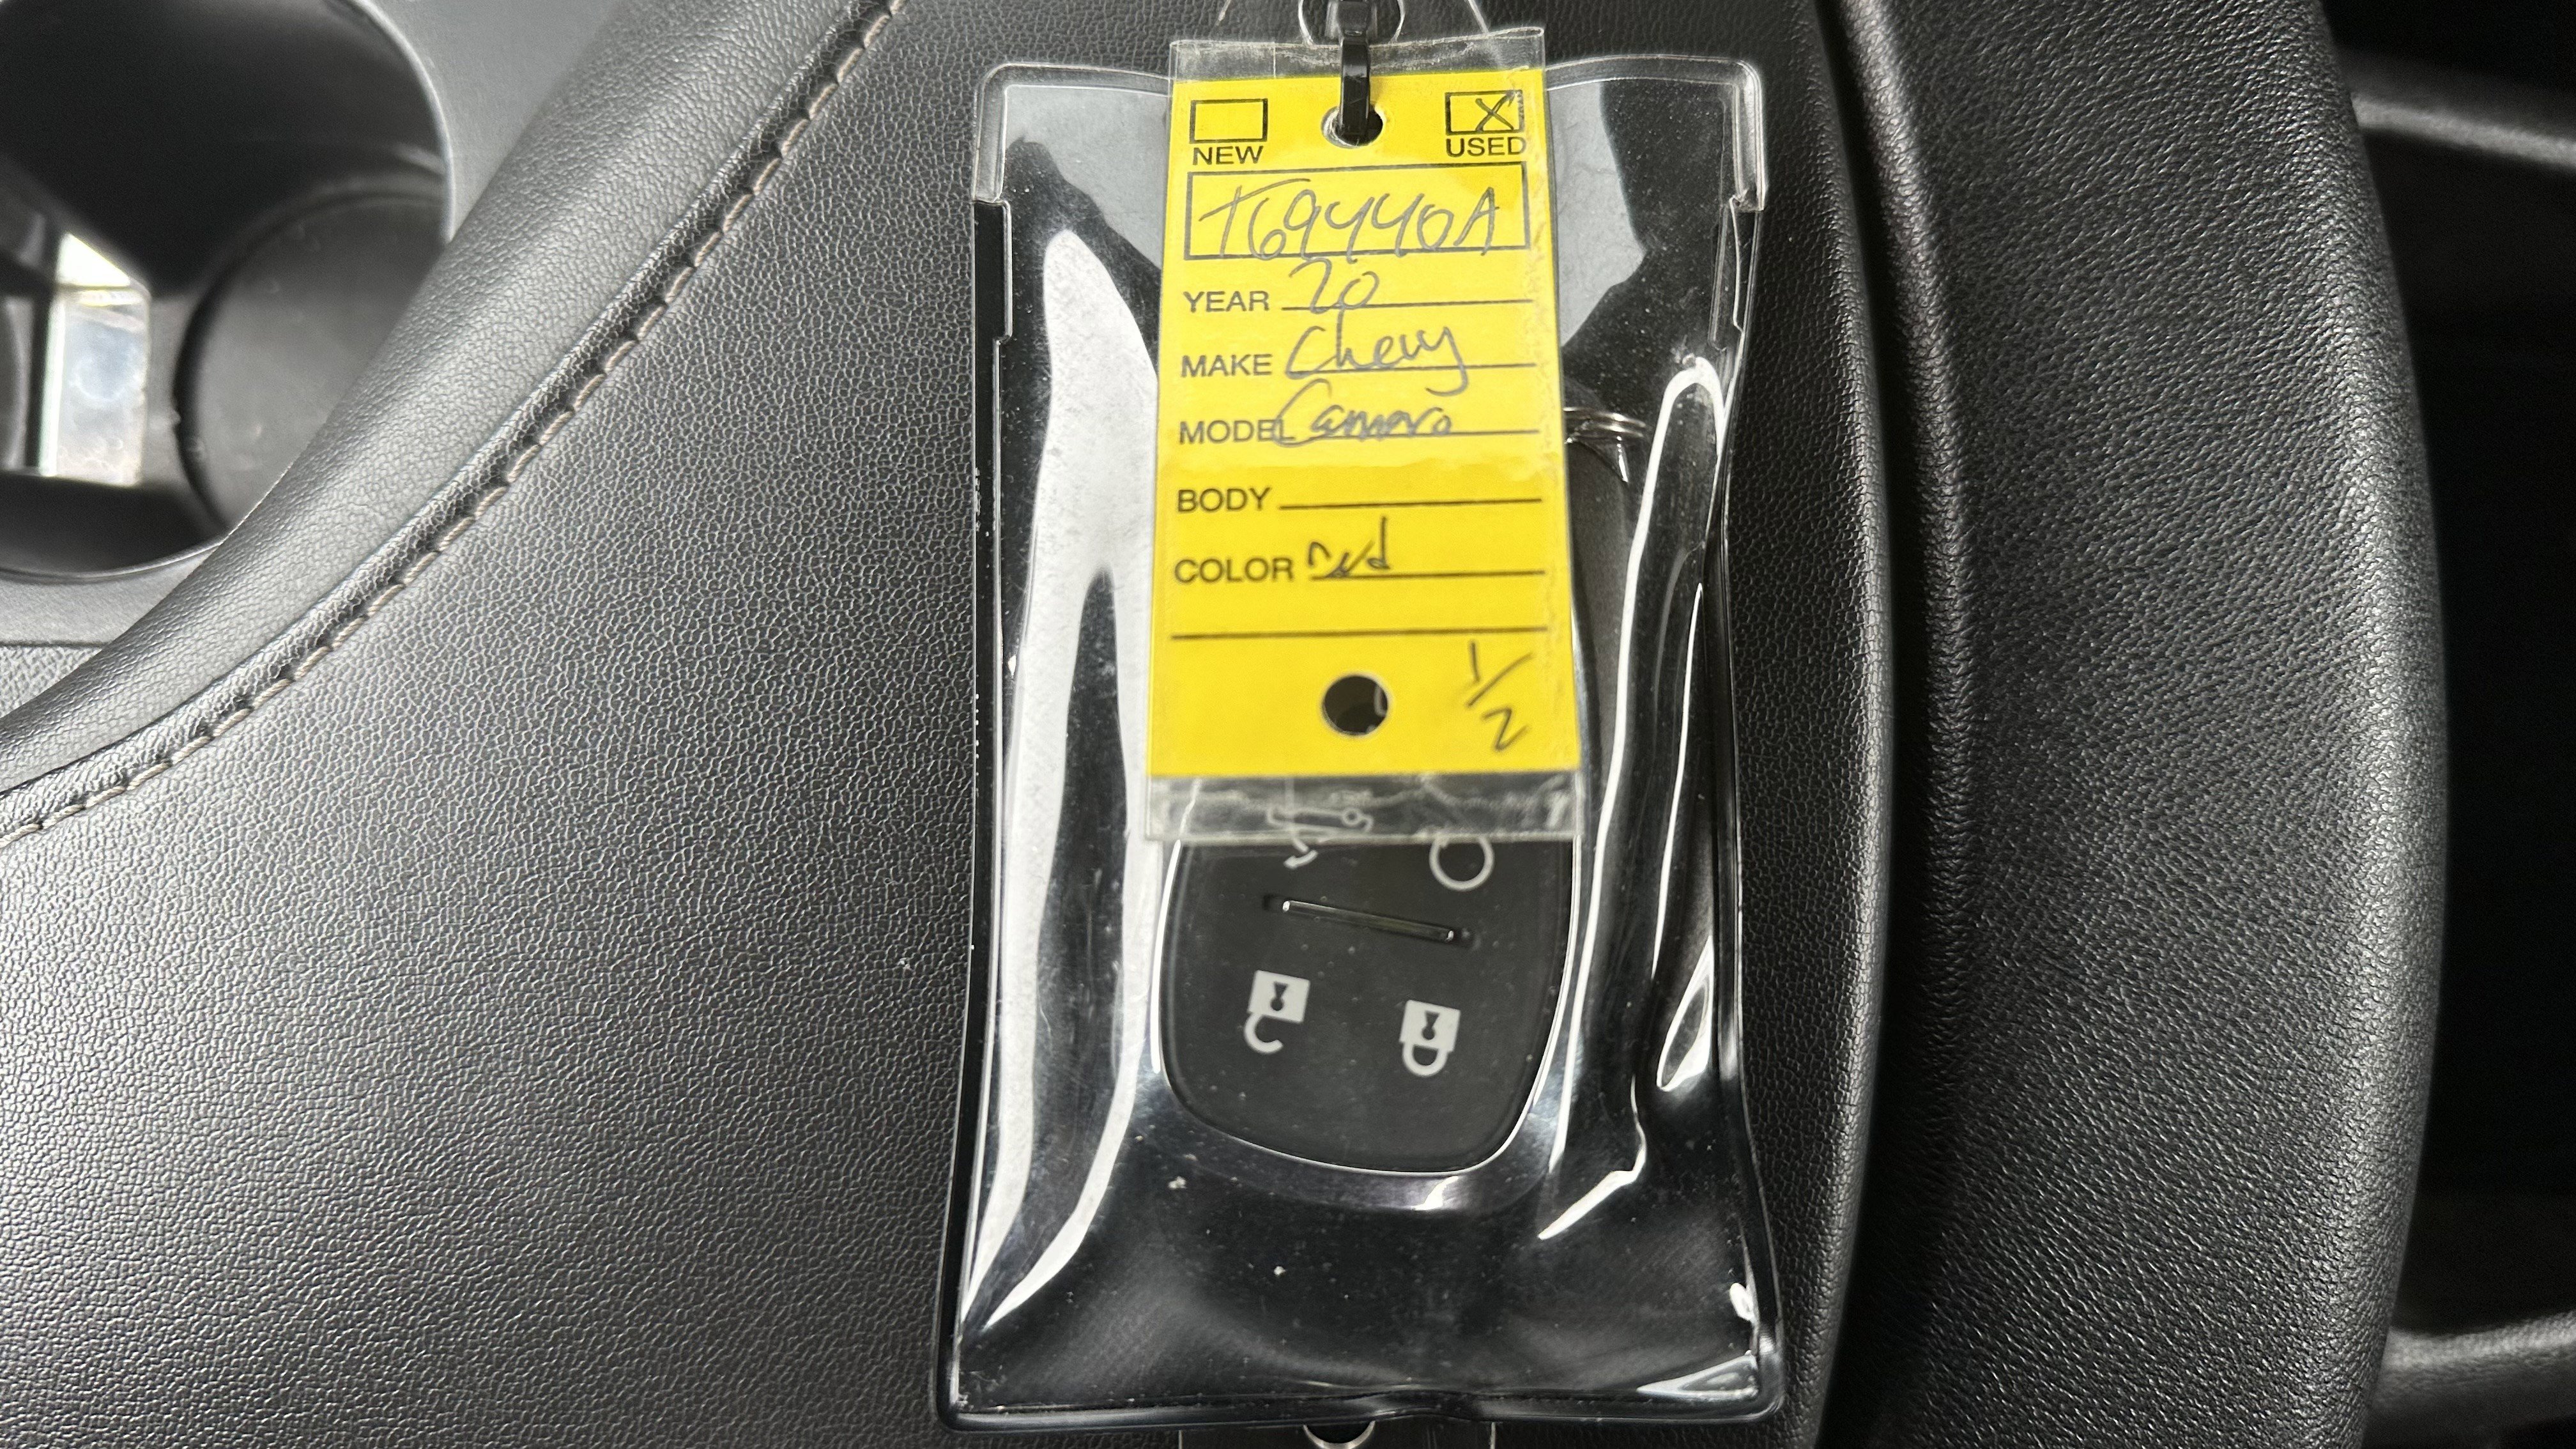 NEW USED
T69440A
YEAR 20
MAKE Chevy
MODEL Camaro
BODY
COLOR red
1/2